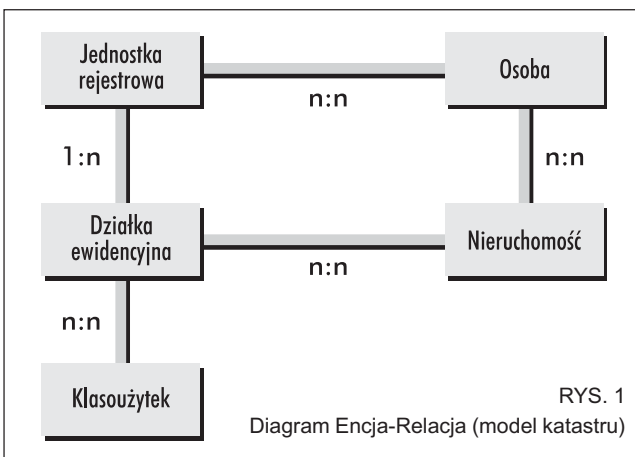 Jednostka
rejestrowa
n:n
Osoba
1:n
n:n
Działka
ewidencyjna
n:n
Nieruchomość
n:n
Klasoużytek
RYS. 1
Diagram Encja-Relacja (model katastru)